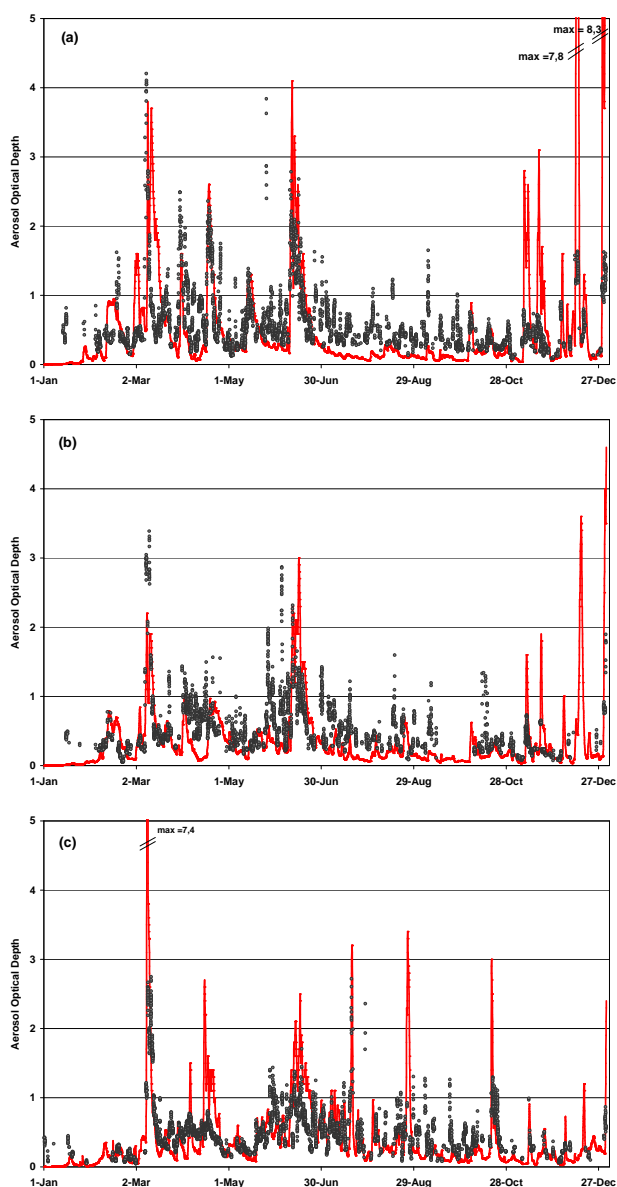 5
(a)
max = 8,3
max =7,8
4
3
Aerosol Optical Depth
2
1
0
1-Jan 2-Mar 1-May 30-Jun 29-Aug 28-Oct 27-Dec
5
(b)
4
3
Aerosol Optical Depth
2
1
0
1-Jan 2-Mar 1-May 30-Jun 29-Aug 28-Oct 27-Dec
5
(c)
max =7,4
4
3
Aerosol Optical Depth
2
1
0
1-Jan 2-Mar 1-May 30-Jun 29-Aug 28-Oct 27-Dec